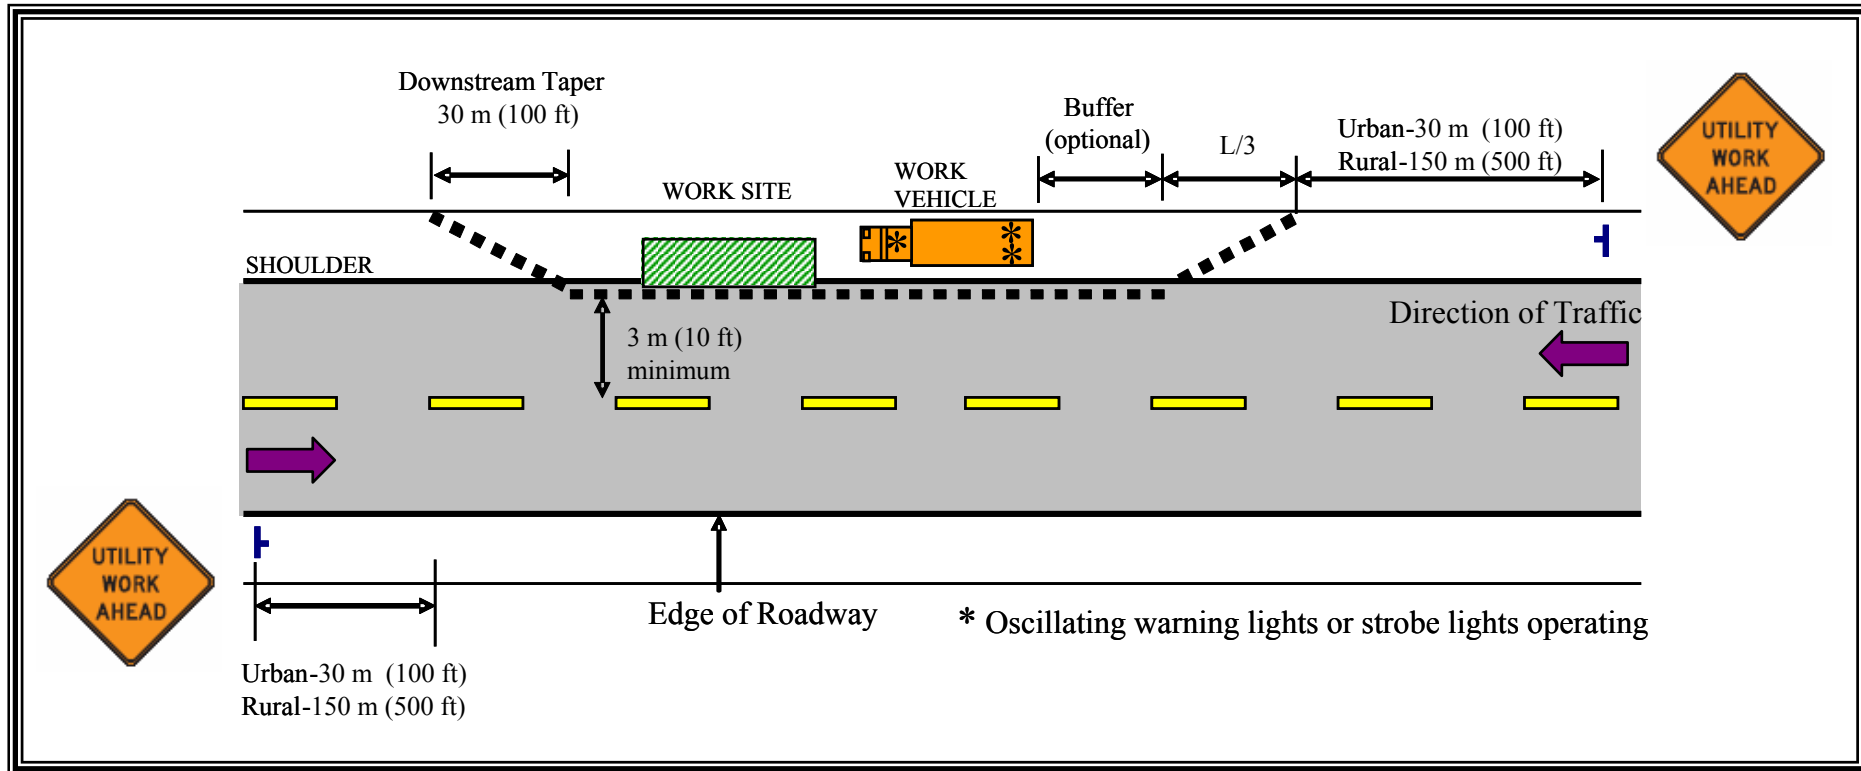 Downstream Taper
30 m (100 ft)
Buffer
(optional)
L/3
Urban-30 m (100 ft)
Rural-150 m (500 ft)
UTILITY
WORK
AHEAD
WORK SITE
WORK
VEHICLE
* *
*
SHOULDER
Direction of Traffic
3 m (10 ft)
minimum
UTILITY
WORK
AHEAD
Edge of Roadway
* Oscillating warning lights or strobe lights operating
Urban-30 m (100 ft)
Rural-150 m (500 ft)